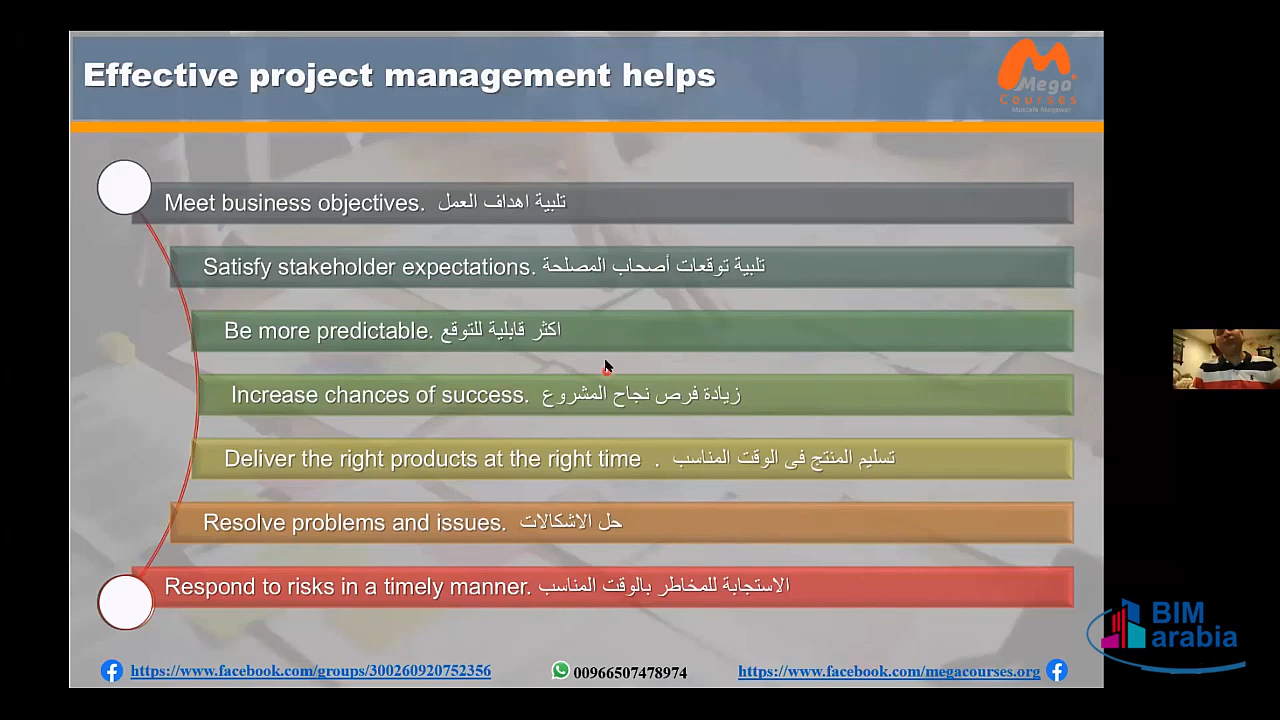 Effective project management helps
Mega
Courses
Mostafa Megawer
Meet business objectives. تلبية اهداف العمل
Satisfy stakeholder expectations. تلبية توقعات أصحاب المصلحة
Be more predictable. اكثر قابلية للتوقع
Increase chances of success. زيادة فرص نجاح المشروع
Deliver the right products at the right time . تسليم المنتج فى الوقت المناسب
Resolve problems and issues. حل الاشكالات
Respond to risks in a timely manner. الاستجابة للمخاطر بالوقت المناسب
BIM
arabia
https://www.facebook.com/groups/300260920752356 00966507478974 https://www.facebook.com/megacourses.org